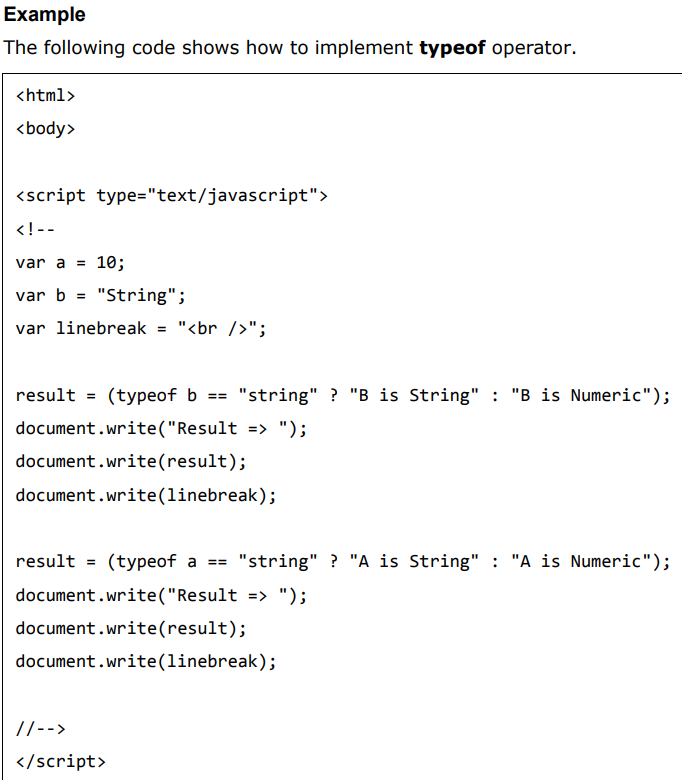 Example
The following code shows how to implement typeof operator.
<html>
<body>
<script type="text/javascript">
<!--
var a = 10;
var b = "String";
var linebreak = "<br />";
result = (typeof b == "string" ? "B is String" : "B is Numeric");
document.write("Result => ");
document.write(result);
document.write(linebreak);
result = (typeof a == "string" ? "A is String" : "A is Numeric");
document.write("Result => ");
document.write(result);
document.write(linebreak);
//-->
</script>